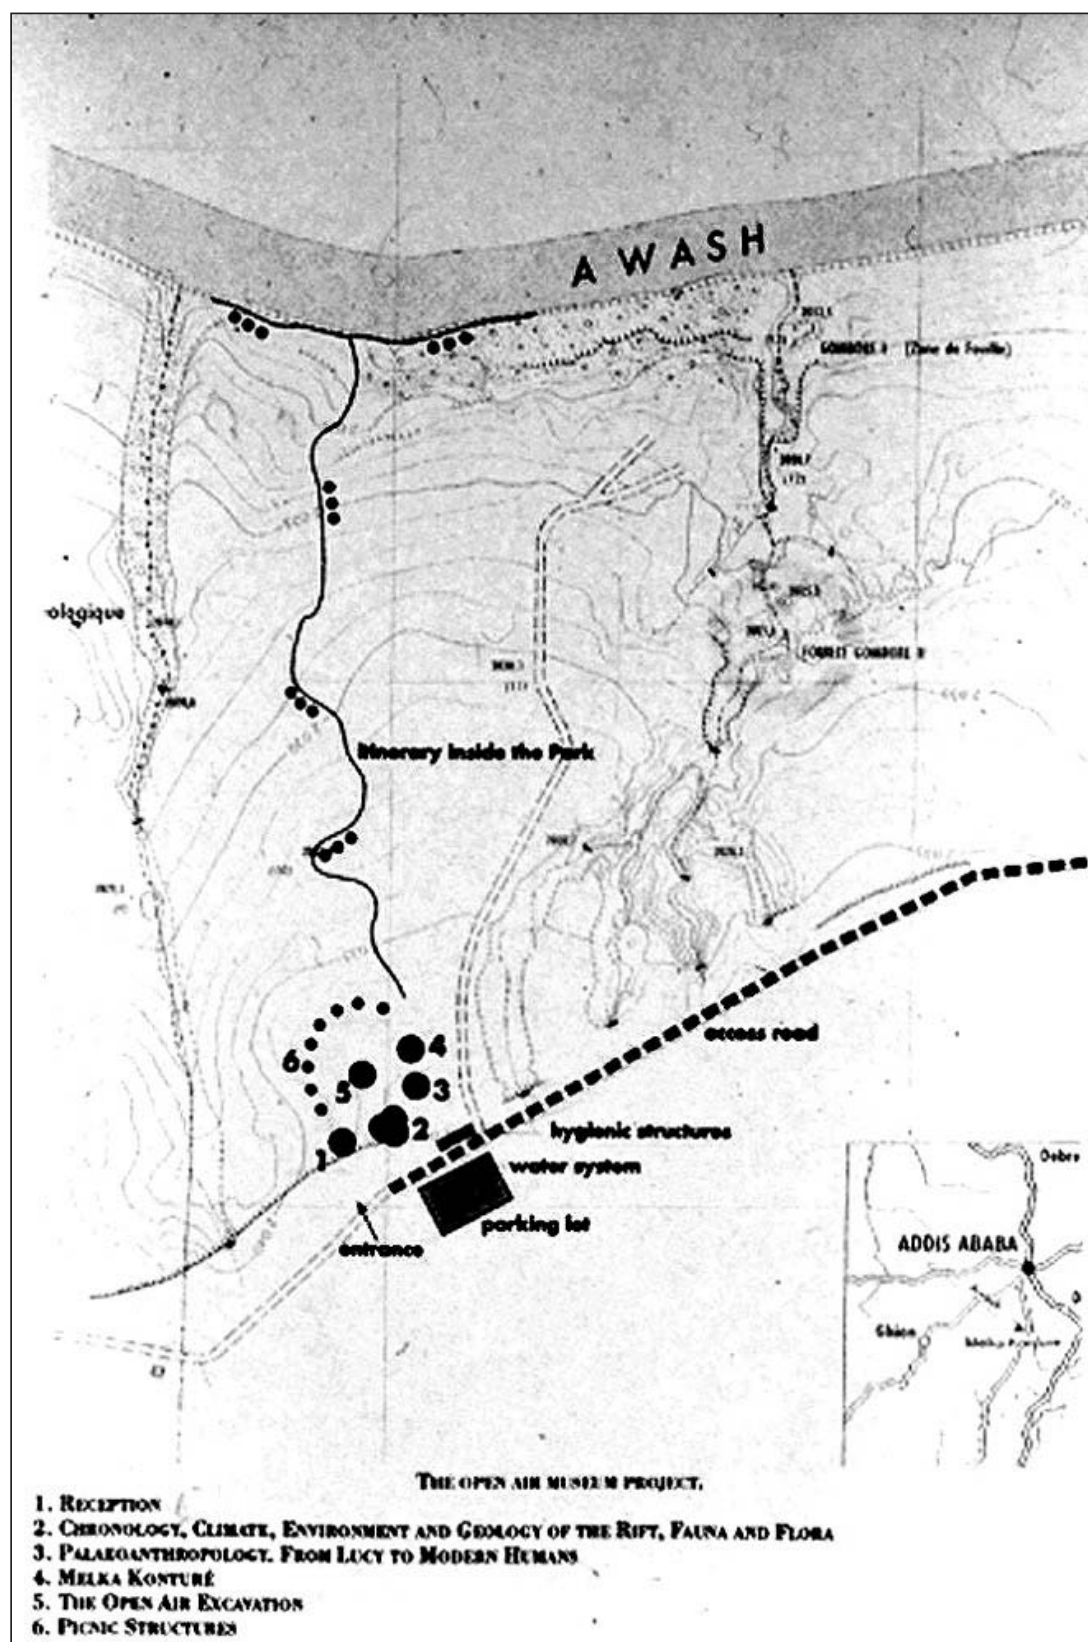 A WASH
GOMBORE I (Zone de Fouille)
ologique
GOMBORE II
Itinerary Inside the Park
access road
4
6
5
3
2
1
hygienic structures
water system
parking lot
entrance
Debre
ADDIS ABABA
Ghion
THE OPEN AIR MUSEUM PROJECT.
1. RECEPTION
2. CHRONOLOGY, CLIMATE, ENVIRONMENT AND GEOLOGY OF THE RIFT, FAUNA AND FLORA
3. PALAEOANTHROPOLOGY. FROM LUCY TO MODERN HUMANS
4. MELKA KONTURÉ
5. THE OPEN AIR EXCAVATION
6. PICNIC STRUCTURES